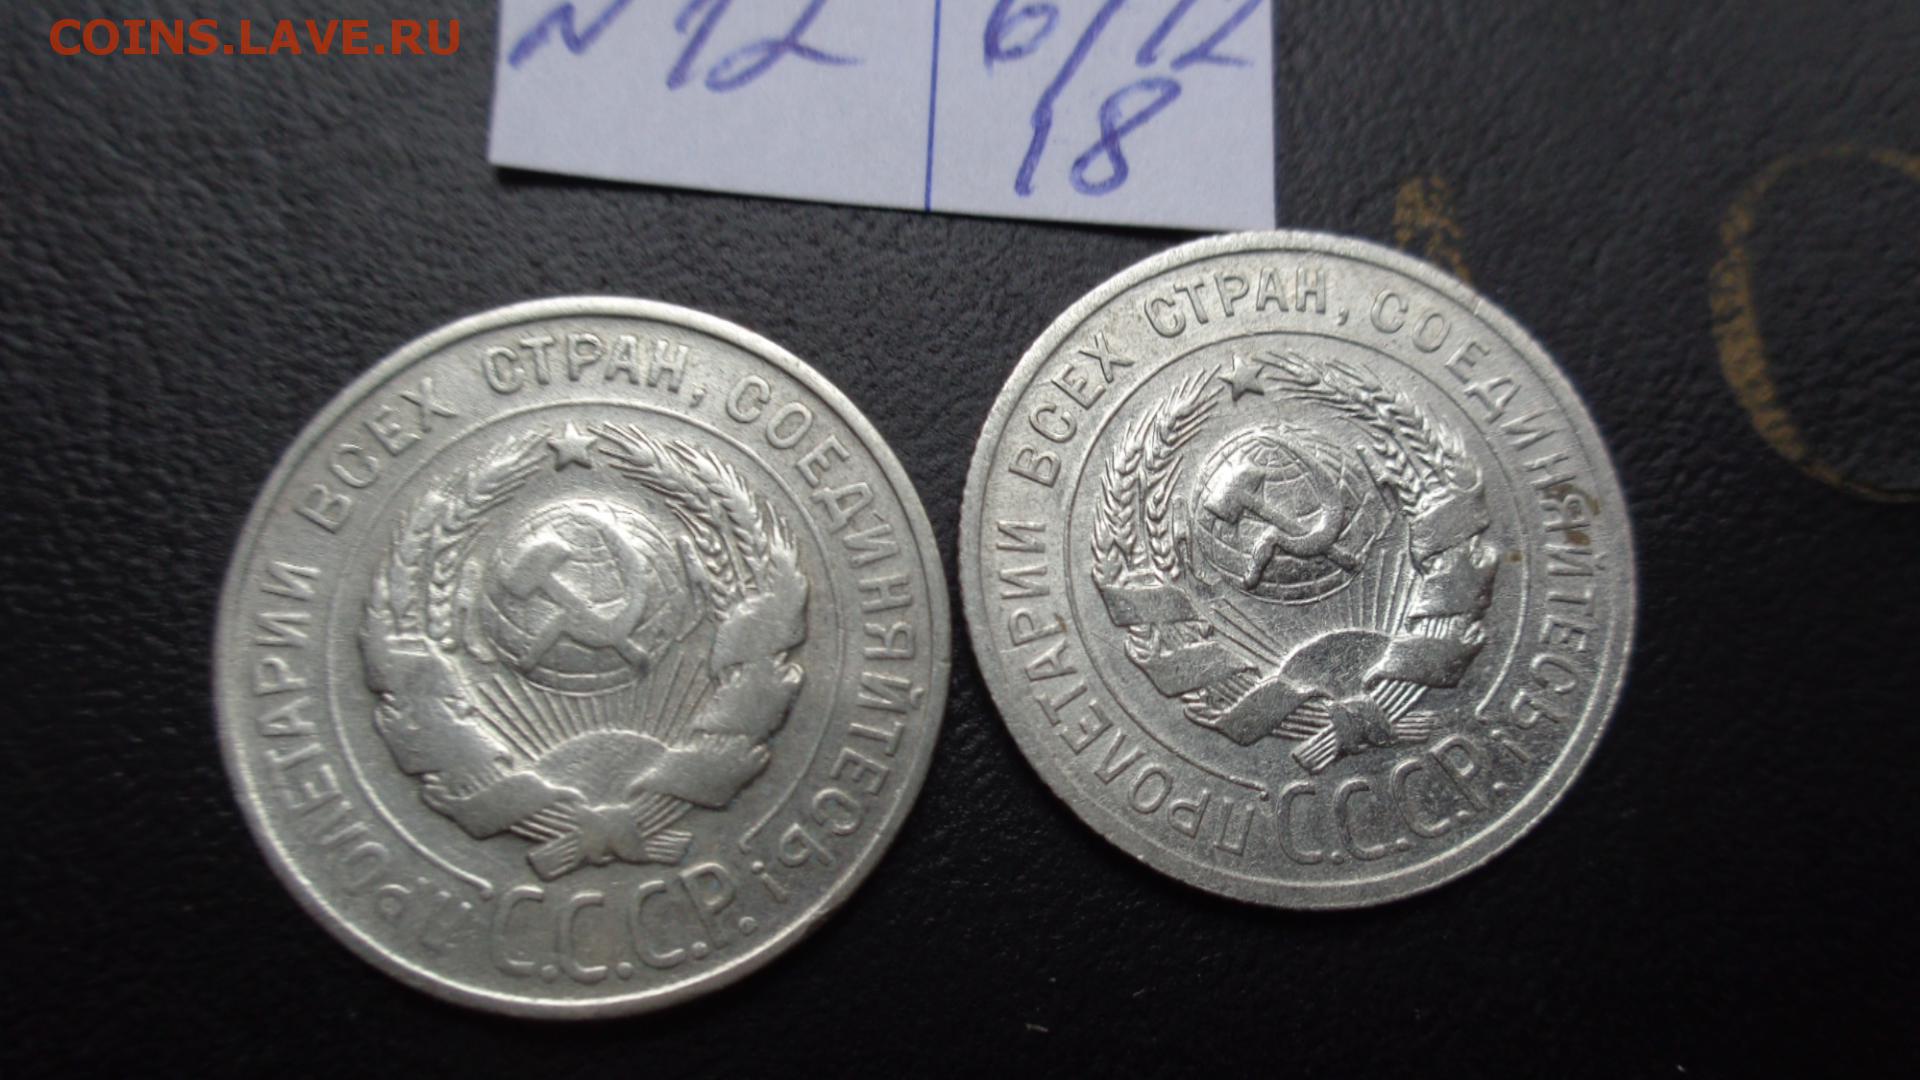 COINS.LAVE.RU
№12
6/12
18
ПРОЛЕТАРИИ ВСЕХ СТРАН, СОЕДИНЯЙТЕСЬ!
С.С.С.Р.
ПРОЛЕТАРИИ ВСЕХ СТРАН, СОЕДИНЯЙТЕСЬ!
С.С.С.Р.